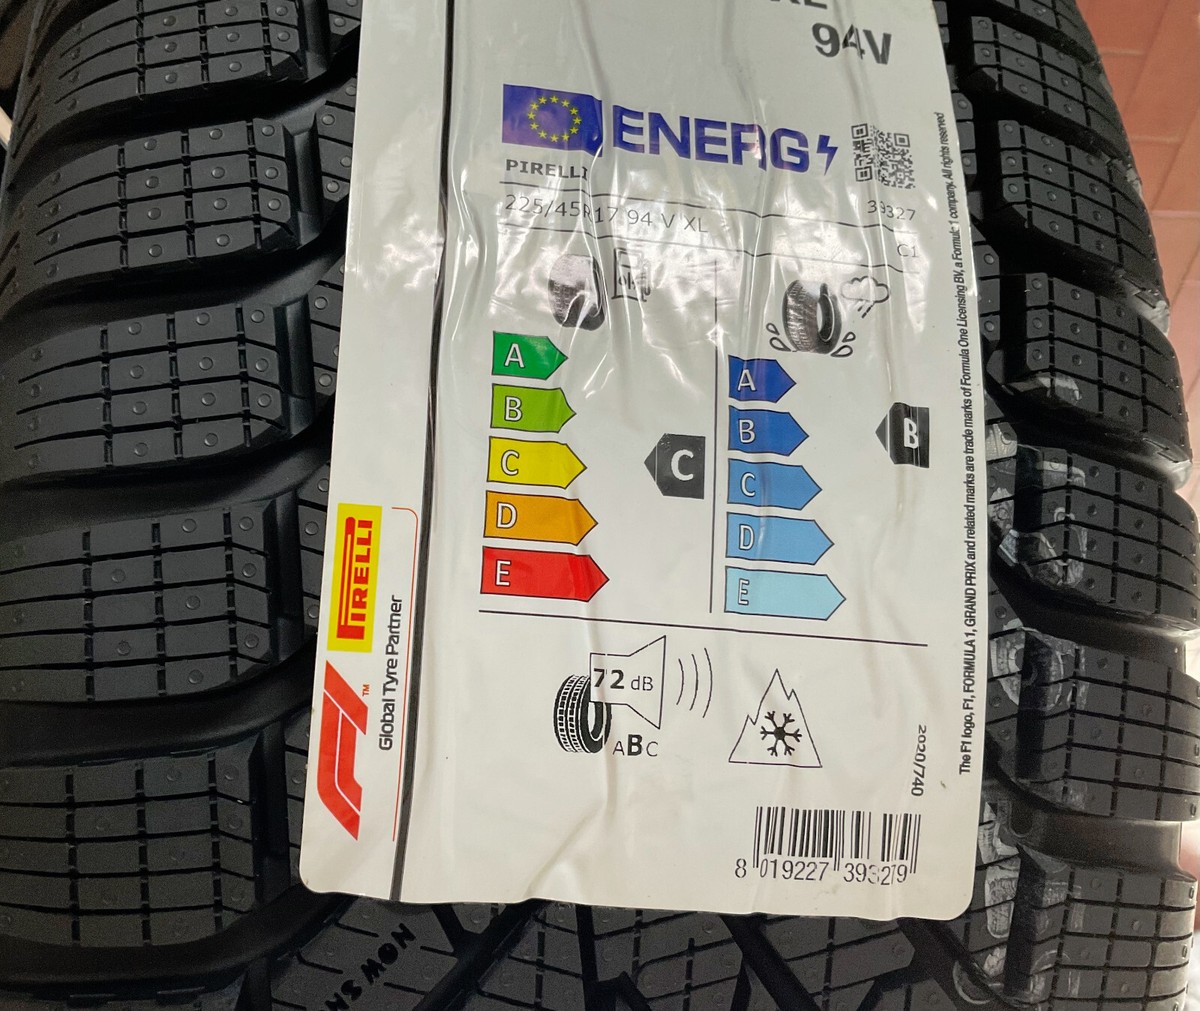 94V
ENERG
PIRELLI
39327
225/45R17 94 V XL
C1
A
B
C
D
E
C
A
B
C
D
E
B
72 dB
ABC
2020/740
8 019227 393279
PIRELLI
F1™
Global Tyre Partner
The F1 logo, F1, FORMULA 1, GRAND PRIX and related marks are trade marks of Formula One Licensing BV, a Formula 1 company. All rights reserved